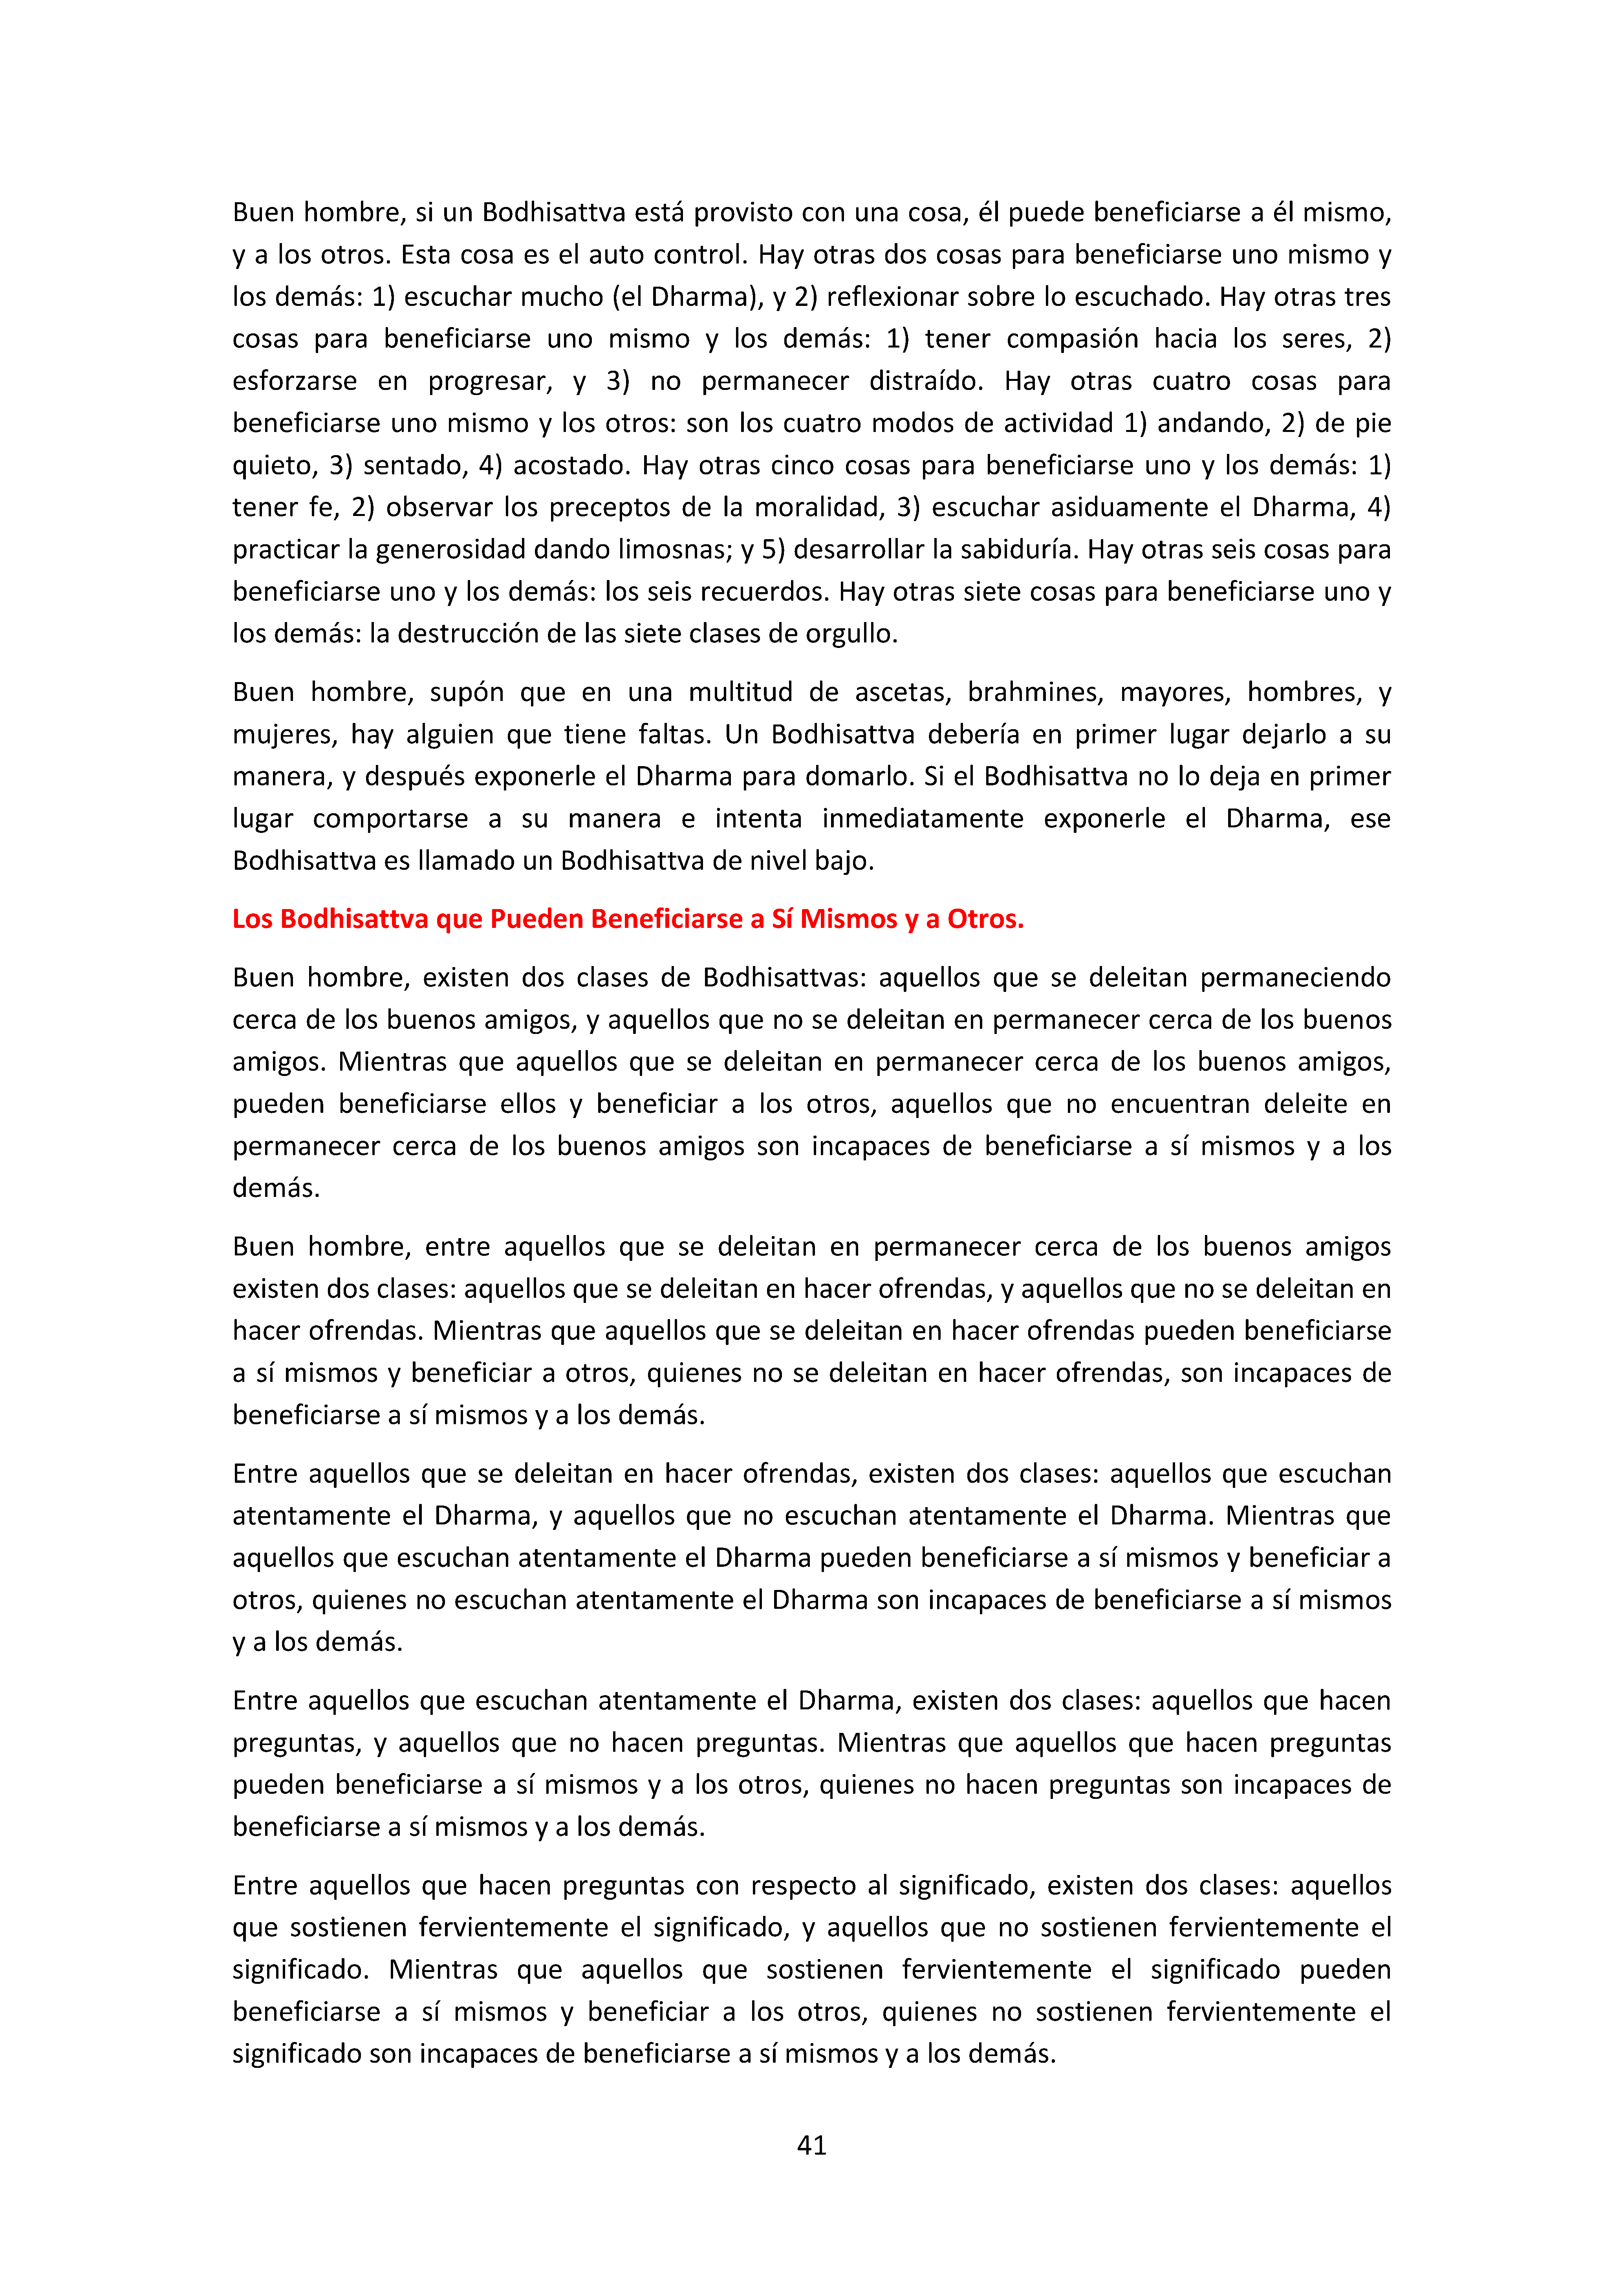 Buen hombre, si un Bodhisattva está provisto con una cosa, él puede beneficiarse a él mismo,
y a los otros. Esta cosa es el auto control. Hay otras dos cosas para beneficiarse uno mismo y
los demás: 1) escuchar mucho (el Dharma), y 2) reflexionar sobre lo escuchado. Hay otras tres
cosas para beneficiarse uno mismo y los demás: 1) tener compasión hacia los seres, 2)
esforzarse en progresar, y 3) no permanecer distraído. Hay otras cuatro cosas para
beneficiarse uno mismo y los otros: son los cuatro modos de actividad 1) andando, 2) de pie
quieto, 3) sentado, 4) acostado. Hay otras cinco cosas para beneficiarse uno y los demás: 1)
tener fe, 2) observar los preceptos de la moralidad, 3) escuchar asiduamente el Dharma, 4)
practicar la generosidad dando limosnas; y 5) desarrollar la sabiduría. Hay otras seis cosas para
beneficiarse uno y los demás: los seis recuerdos. Hay otras siete cosas para beneficiarse uno y
los demás: la destrucción de las siete clases de orgullo.
Buen hombre, supón que en una multitud de ascetas, brahmines, mayores, hombres, y
mujeres, hay alguien que tiene faltas. Un Bodhisattva debería en primer lugar dejarlo a su
manera, y después exponerle el Dharma para domarlo. Si el Bodhisattva no lo deja en primer
lugar comportarse a su manera e intenta inmediatamente exponerle el Dharma, ese
Bodhisattva es llamado un Bodhisattva de nivel bajo.
Los Bodhisattva que Pueden Beneficiarse a Sí Mismos y a Otros.
Buen hombre, existen dos clases de Bodhisattvas: aquellos que se deleitan permaneciendo
cerca de los buenos amigos, y aquellos que no se deleitan en permanecer cerca de los buenos
amigos. Mientras que aquellos que se deleitan en permanecer cerca de los buenos amigos,
pueden beneficiarse ellos y beneficiar a los otros, aquellos que no encuentran deleite en
permanecer cerca de los buenos amigos son incapaces de beneficiarse a sí mismos y a los
demás.
Buen hombre, entre aquellos que se deleitan en permanecer cerca de los buenos amigos
existen dos clases: aquellos que se deleitan en hacer ofrendas, y aquellos que no se deleitan en
hacer ofrendas. Mientras que aquellos que se deleitan en hacer ofrendas pueden beneficiarse
a sí mismos y beneficiar a otros, quienes no se deleitan en hacer ofrendas, son incapaces de
beneficiarse a sí mismos y a los demás.
Entre aquellos que se deleitan en hacer ofrendas, existen dos clases: aquellos que escuchan
atentamente el Dharma, y aquellos que no escuchan atentamente el Dharma. Mientras que
aquellos que escuchan atentamente el Dharma pueden beneficiarse a sí mismos y beneficiar a
otros, quienes no escuchan atentamente el Dharma son incapaces de beneficiarse a sí mismos
y a los demás.
Entre aquellos que escuchan atentamente el Dharma, existen dos clases: aquellos que hacen
preguntas, y aquellos que no hacen preguntas. Mientras que aquellos que hacen preguntas
pueden beneficiarse a sí mismos y a los otros, quienes no hacen preguntas son incapaces de
beneficiarse a sí mismos y a los demás.
Entre aquellos que hacen preguntas con respecto al significado, existen dos clases: aquellos
que sostienen fervientemente el significado, y aquellos que no sostienen fervientemente el
significado. Mientras que aquellos que sostienen fervientemente el significado pueden
beneficiarse a sí mismos y beneficiar a los otros, quienes no sostienen fervientemente el
significado son incapaces de beneficiarse a sí mismos y a los demás.
41